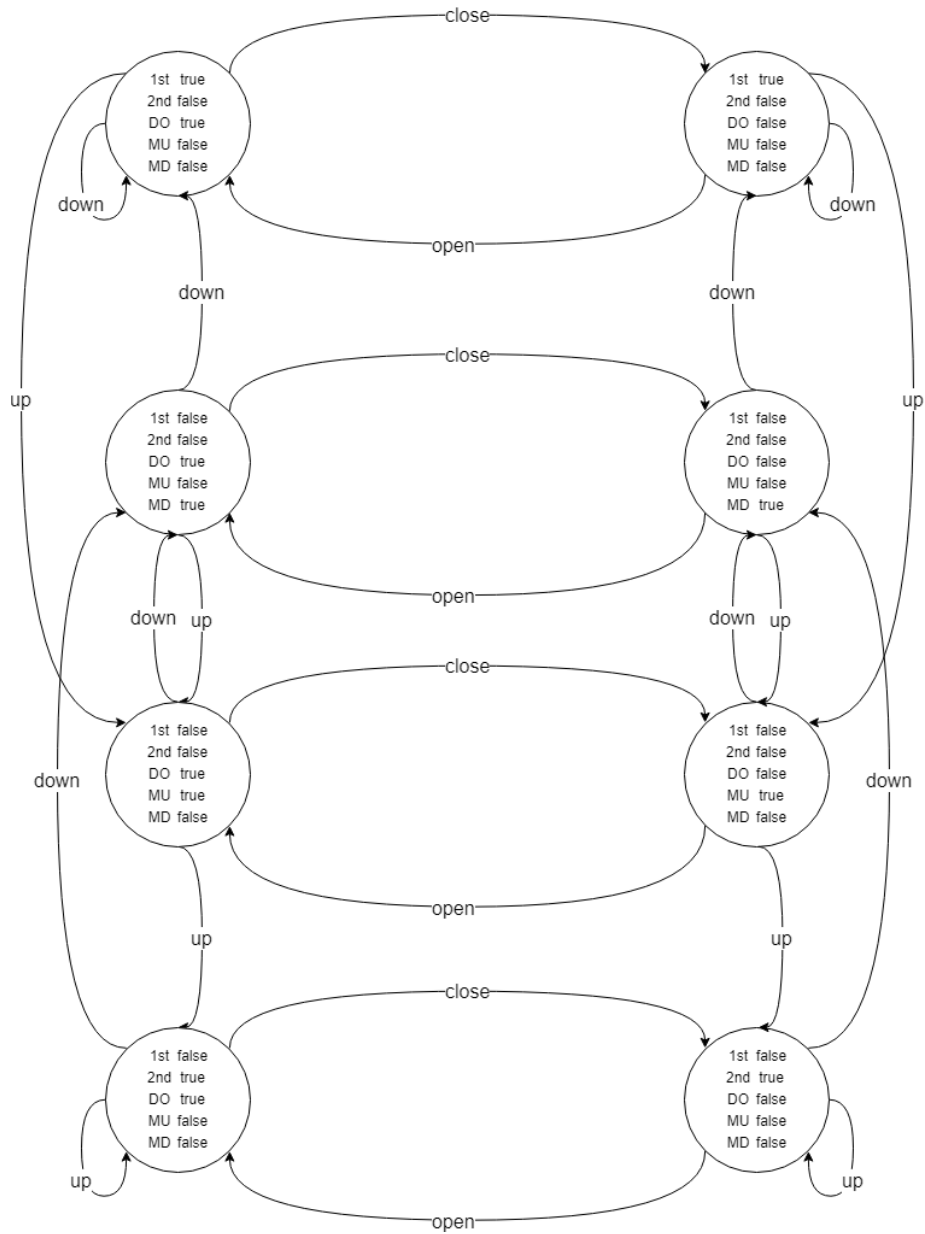 close
1st true
2nd false
DO true
MU false
MD false
1st true
2nd false
DO false
MU false
MD false
down
down
open
down
down
close
up
up
1st false
2nd false
DO true
MU false
MD true
1st false
2nd false
DO false
MU false
MD true
open
down
up
down
up
close
1st false
2nd false
DO true
MU true
MD false
1st false
2nd false
DO false
MU true
MD false
down
down
open
up
up
close
1st false
2nd true
DO true
MU false
MD false
1st false
2nd true
DO false
MU false
MD false
up
up
open